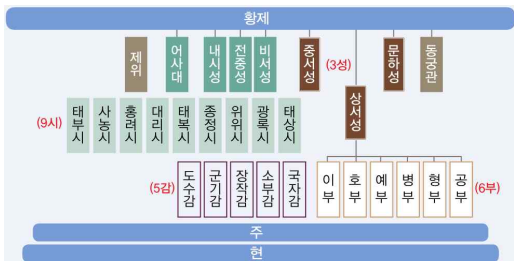 황제
제위
어사대
내시성
전중성
비서성
중서성
(3성)
문하성
동궁관
상서성
(9시)
태부시
사농시
홍려시
대리시
태복시
종정시
위위시
광록시
태상시
(5감)
도수감
군기감
장작감
소부감
국자감
이부
호부
예부
병부
형부
공부
(6부)
주
현